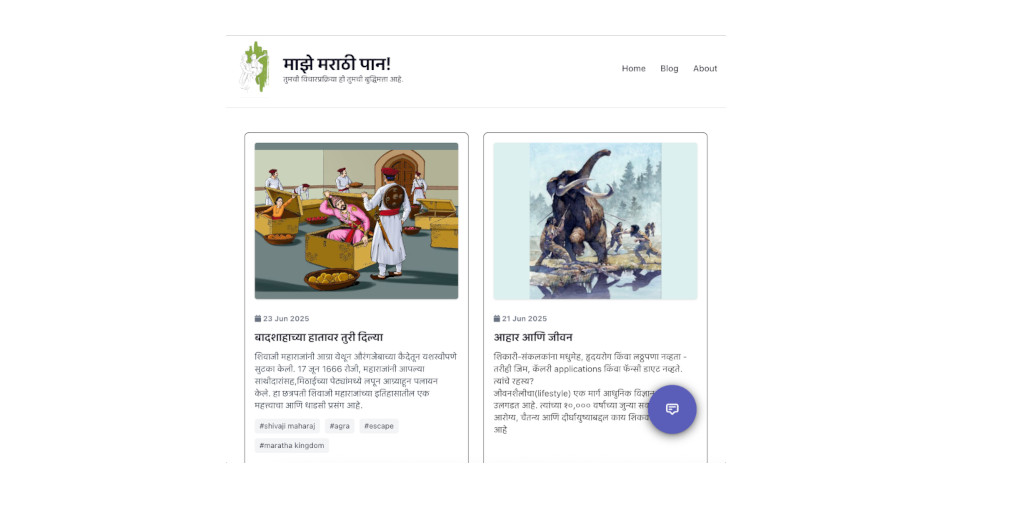 माझे मराठी पान!
तुमची विचारप्रक्रिया ही तुमची बुद्धिमत्ता आहे.
Home Blog About
23 Jun 2025
बादशाहाच्या हातावर तुरी दिल्या
शिवाजी महाराजांनी आग्रा येथून औरंगजेबाच्या कैदेतून यशस्वीपणे
सुटका केली. 17 जून 1666 रोजी, महाराजांनी आपल्या
साथीदारांसह,मिठाईच्या पेट्यांमध्ये लपून आग्र्याहून पलायन
केले. हा छत्रपती शिवाजी महाराजांच्या इतिहासातील एक
महत्त्वाचा आणि धाडसी प्रसंग आहे.
#shivaji maharaj #agra #escape
#maratha kingdom
21 Jun 2025
आहार आणि जीवन
शिकारी-संकलकांना मधुमेह, हृदयरोग किंवा लठ्ठपणा नव्हता -
तरीही जिम, कॅलरी applications किंवा फॅन्सी डाएट नव्हते.
त्यांचे रहस्य?
जीवनशैलीचा(lifestyle) एक मार्ग आधुनिक विज्ञान
उलगडत आहे. त्यांच्या १०,००० वर्षांच्या जुन्या
आरोग्य, चैतन्य आणि दीर्घायुष्याबद्दल काय
आहे